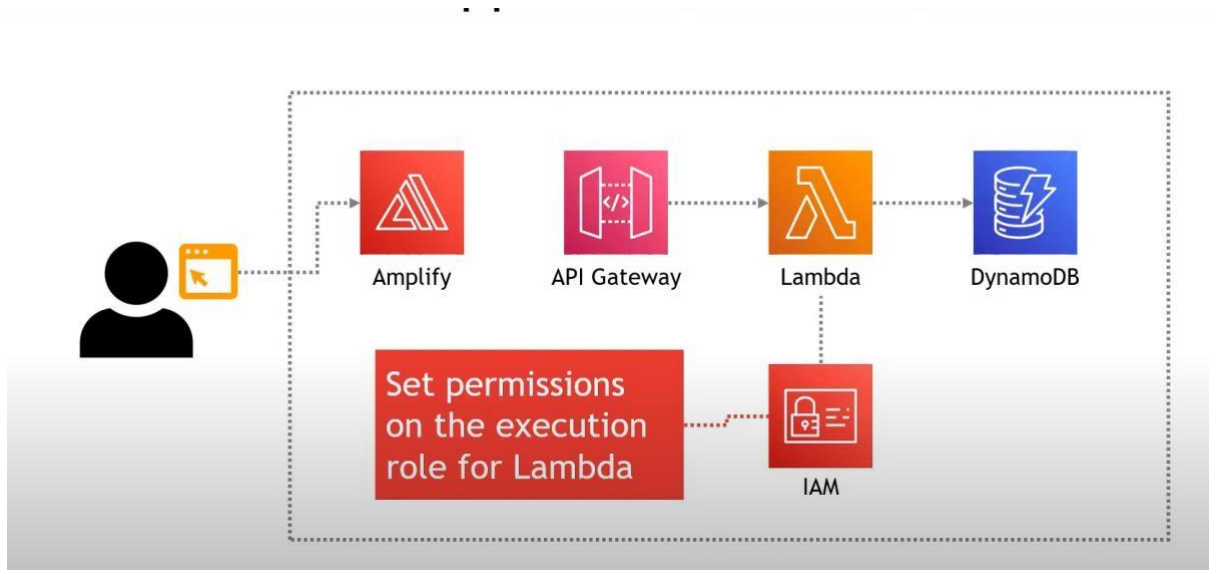 Amplify
API Gateway
Lambda
DynamoDB
Set permissions
on the execution
role for Lambda
IAM